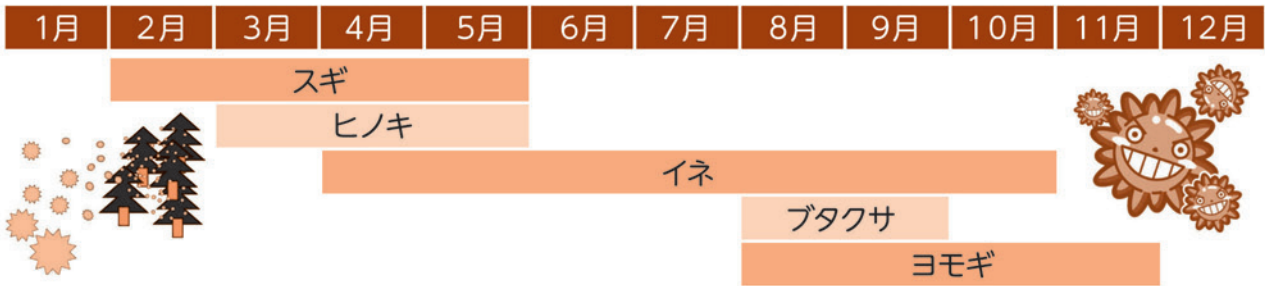 1月 2月 3月 4月 5月 6月 7月 8月 9月 10月 11月 12月
スギ
ヒノキ
イネ
ブタクサ
ヨモギ